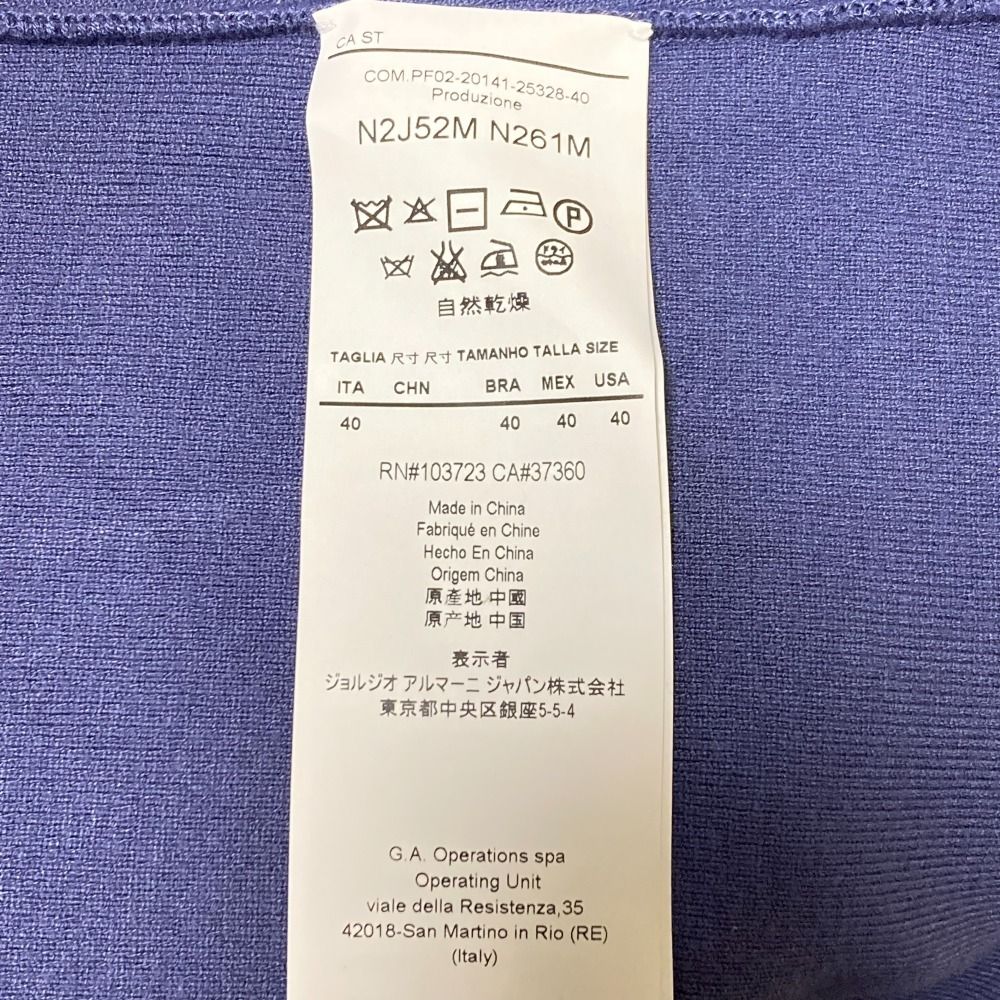 CA ST
COM.PF02-20141-25328-40
Produzione
N2J52M N261M
P
ドライ
自然乾燥
TAGLIA 尺寸 尺寸 TAMANHO TALLA SIZE
ITA CHN BRA MEX USA
40 40 40 40
RN#103723 CA#37360
Made in China
Fabriqué en Chine
Hecho En China
Origem China
原產地 中國
原产地 中国
表示者
ジョルジオ アルマーニ ジャパン株式会社
東京都中央区銀座5-5-4
G.A. Operations spa
Operating Unit
viale della Resistenza,35
42018-San Martino in Rio (RE)
(Italy)